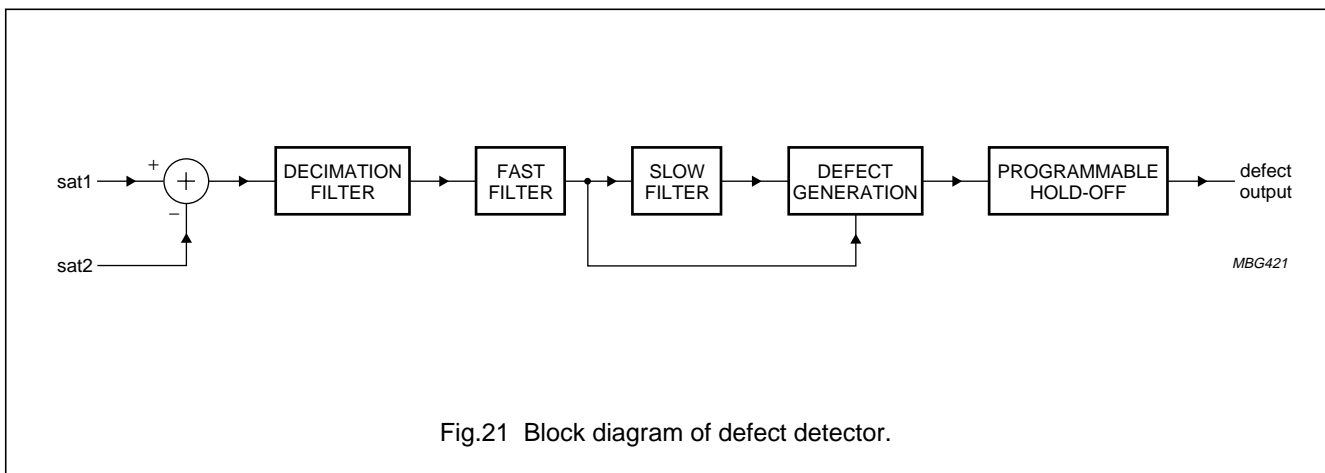 sat1
+
+
−
sat2
DECIMATION
FILTER
FAST
FILTER
SLOW
FILTER
DEFECT
GENERATION
PROGRAMMABLE
HOLD-OFF
defect
output
MBG421
Fig.21 Block diagram of defect detector.